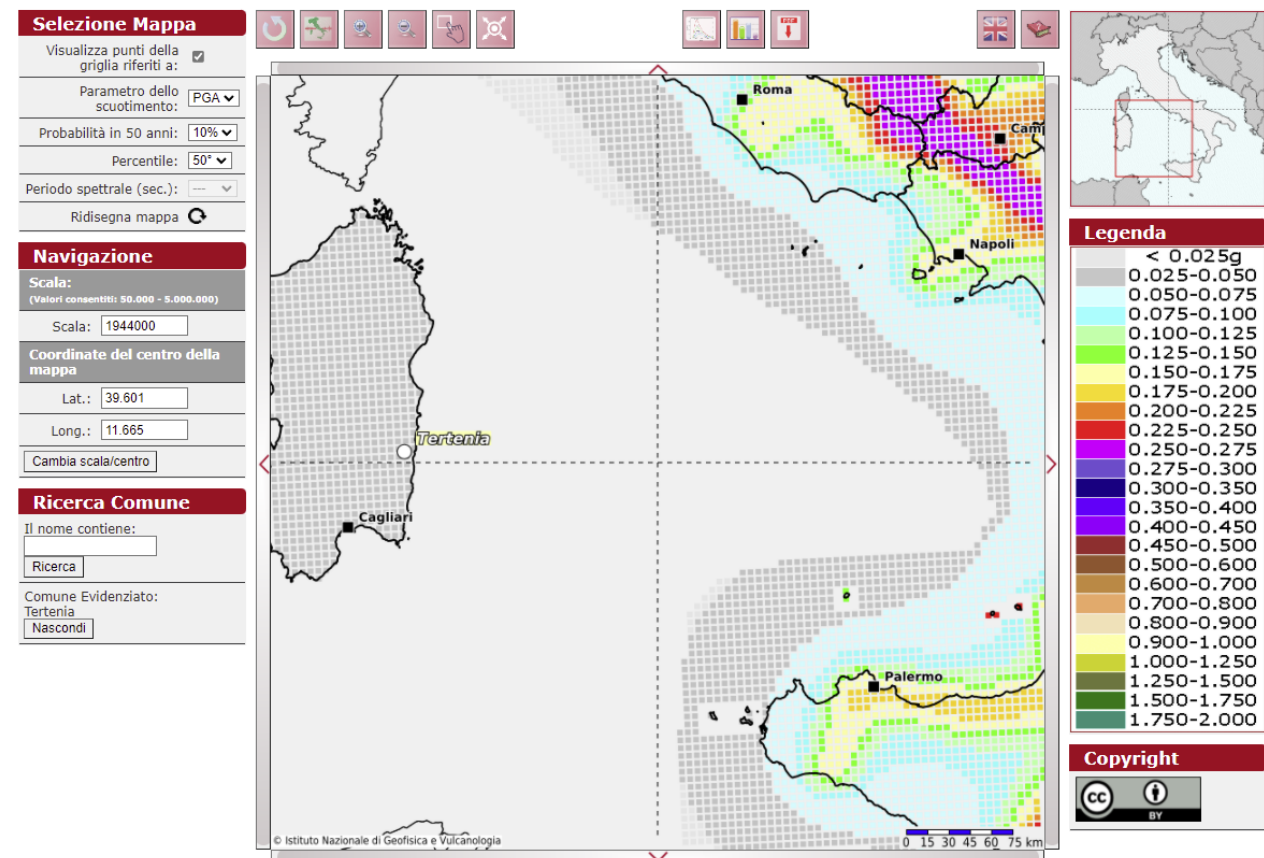 Selezione Mappa
Visualizza punti della
griglia riferiti a:
Parametro dello
scuotimento:
PGA
Probabilità in 50 anni:
10%
Percentile:
50°
Periodo spettrale (sec.):
---
Ridisegna mappa
Navigazione
Scala:
(Valori consentiti: 50.000 - 5.000.000)
Scala:
1944000
Coordinate del centro della
mappa
Lat.:
39.601
Long.:
11.665
Cambia scala/centro
Ricerca Comune
Il nome contiene:
Ricerca
Comune Evidenziato:
Tertenia
Nascondi
PDF
Roma
Camp
Napoli
Tertenia
Cagliari
Palermo
© Istituto Nazionale di Geofisica e Vulcanologia
0 15 30 45 60 75 km
Legenda
< 0.025g
0.025-0.050
0.050-0.075
0.075-0.100
0.100-0.125
0.125-0.150
0.150-0.175
0.175-0.200
0.200-0.225
0.225-0.250
0.250-0.275
0.275-0.300
0.300-0.350
0.350-0.400
0.400-0.450
0.450-0.500
0.500-0.600
0.600-0.700
0.700-0.800
0.800-0.900
0.900-1.000
1.000-1.250
1.250-1.500
1.500-1.750
1.750-2.000
Copyright
cc
BY